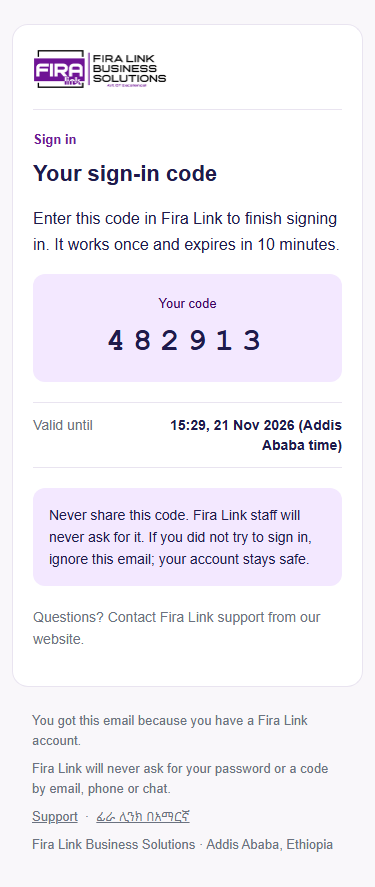 FIRA
link
FIRA LINK
BUSINESS
SOLUTIONS
Sign in
Your sign-in code
Enter this code in Fira Link to finish signing
in. It works once and expires in 10 minutes.
Your code
482913
Valid until
15:29, 21 Nov 2026 (Addis
Ababa time)
Never share this code. Fira Link staff will
never ask for it. If you did not try to sign in,
ignore this email; your account stays safe.
Questions? Contact Fira Link support from our
website.
You got this email because you have a Fira Link
account.
Fira Link will never ask for your password or a code
by email, phone or chat.
Support · ፊራ ሊንክ በአማርኛ
Fira Link Business Solutions · Addis Ababa, Ethiopia